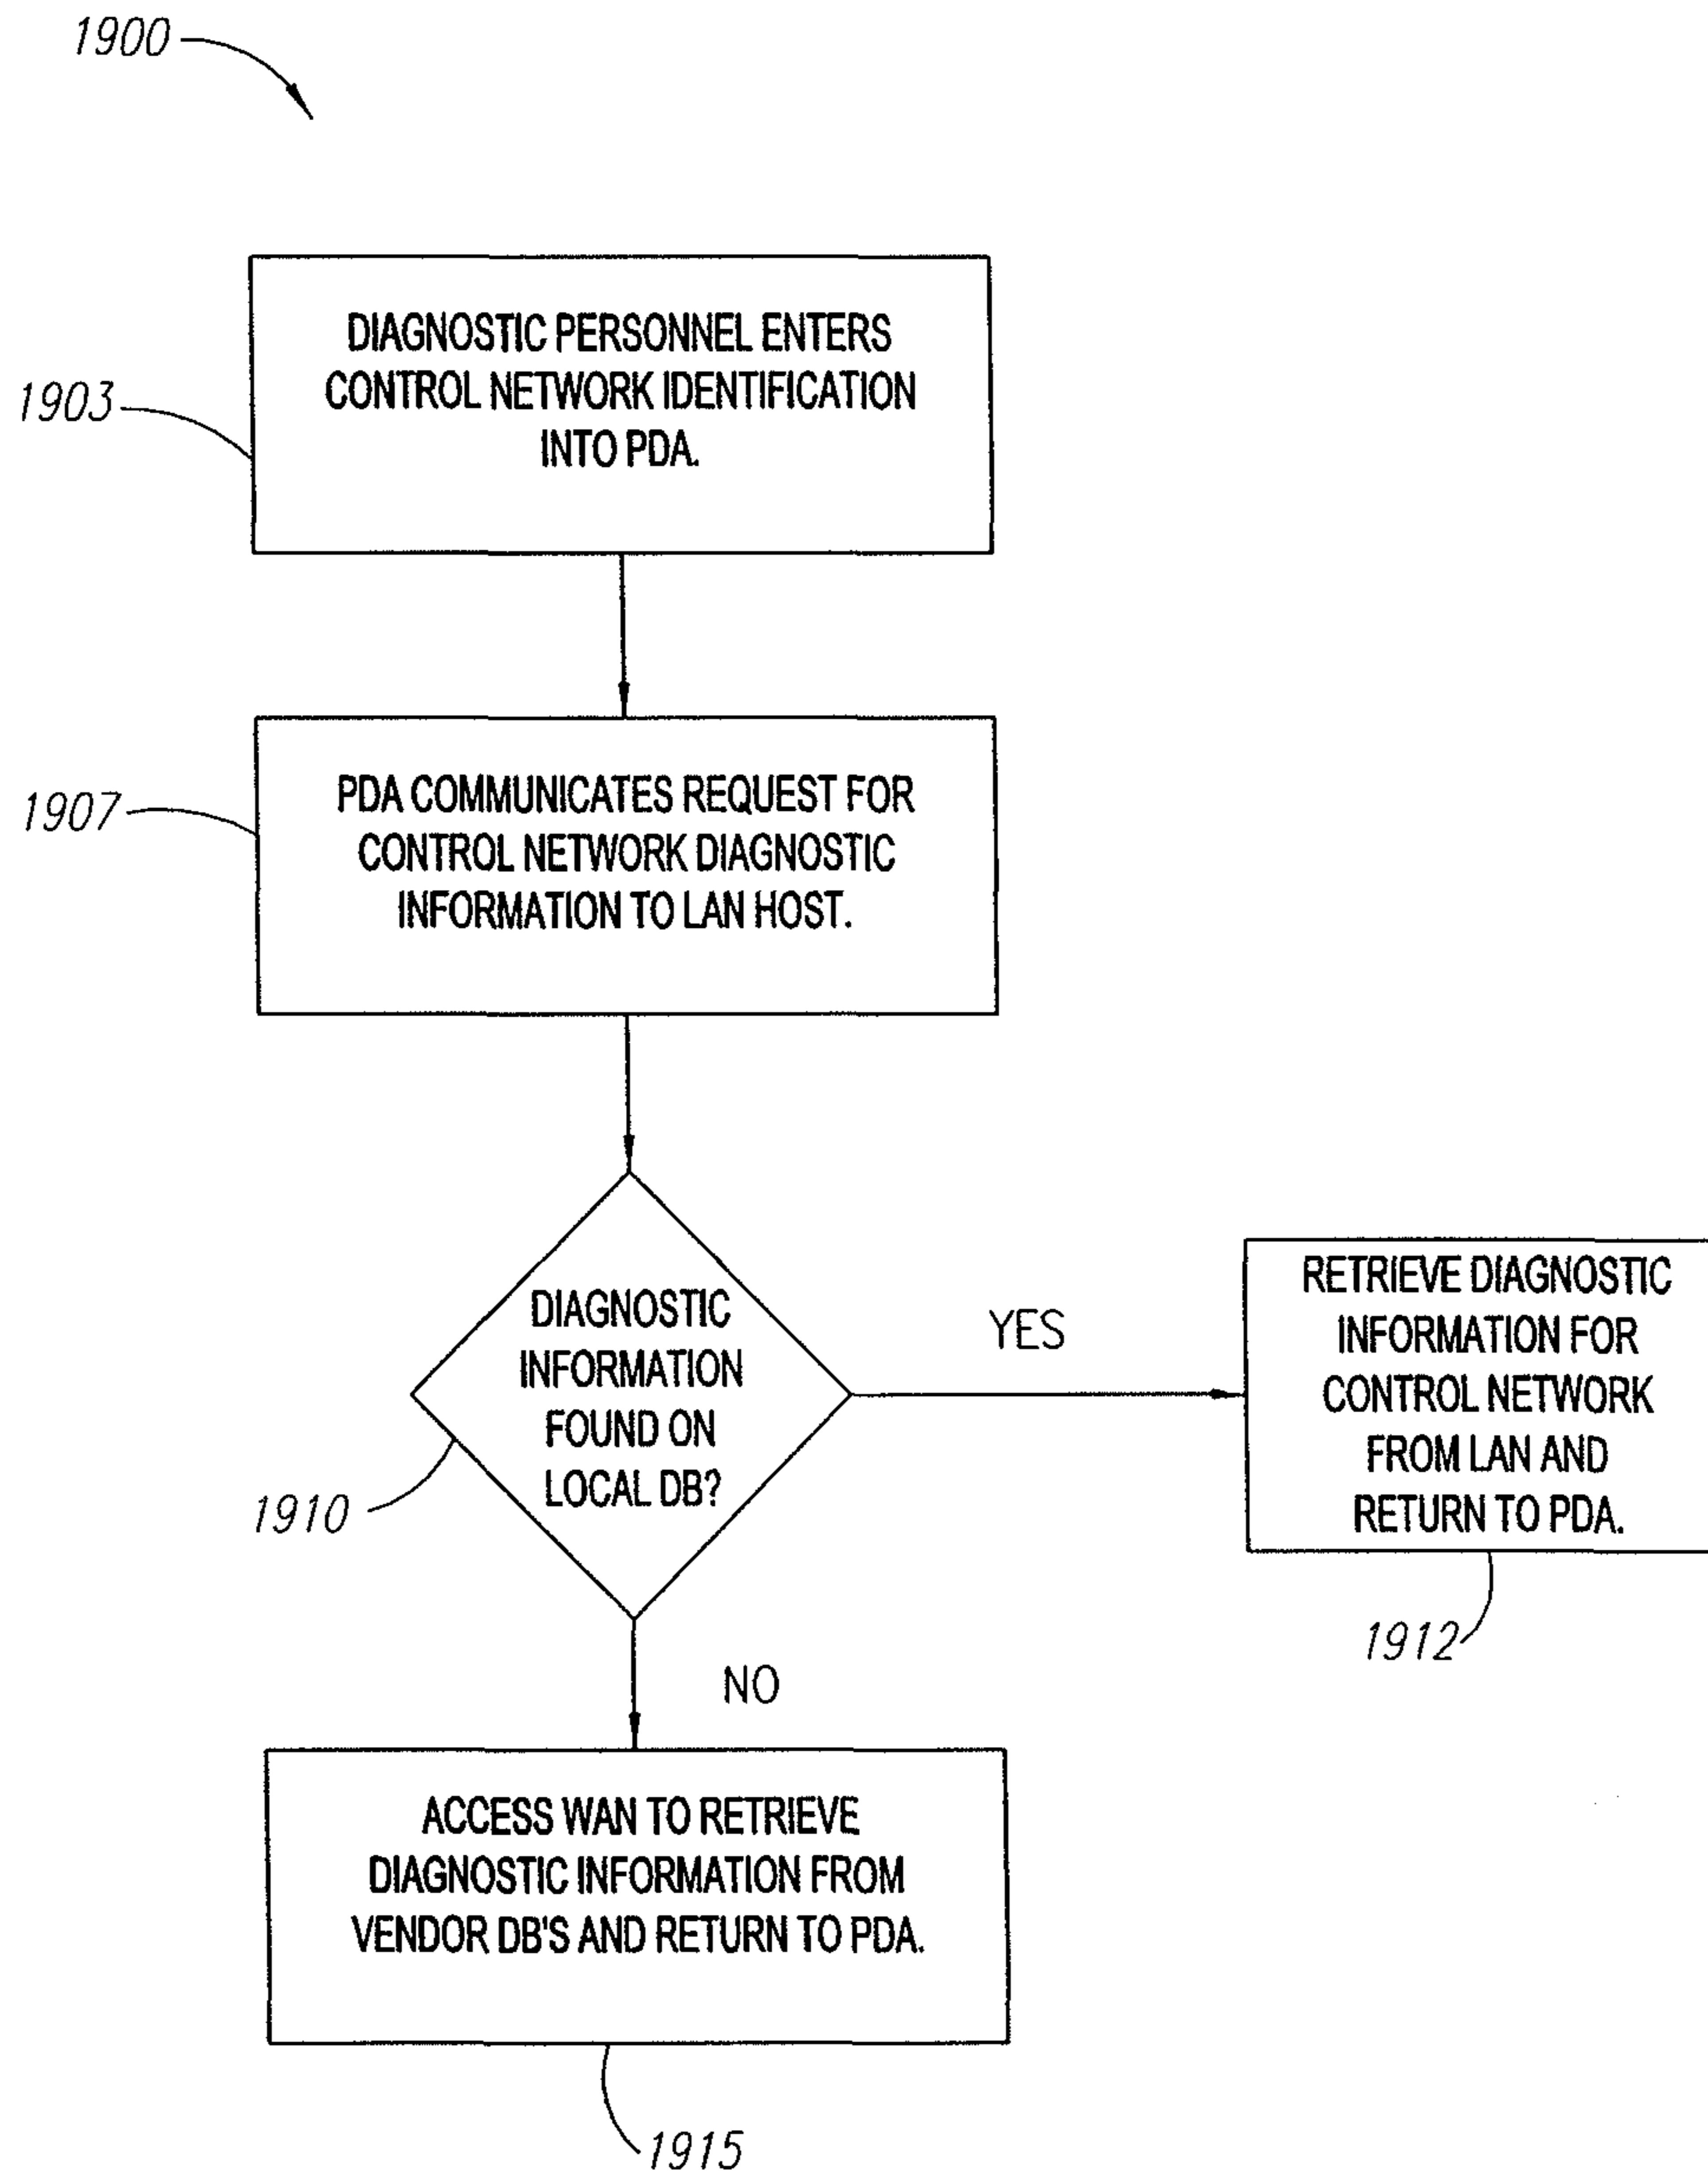 1900
DIAGNOSTIC PERSONNEL ENTERS
CONTROL NETWORK IDENTIFICATION
INTO PDA.
1903
PDA COMMUNICATES REQUEST FOR
CONTROL NETWORK DIAGNOSTIC
INFORMATION TO LAN HOST.
1907
DIAGNOSTIC
INFORMATION
FOUND ON
LOCAL DB?
1910
YES
RETRIEVE DIAGNOSTIC
INFORMATION FOR
CONTROL NETWORK
FROM LAN AND
RETURN TO PDA.
1912
NO
ACCESS WAN TO RETRIEVE
DIAGNOSTIC INFORMATION FROM
VENDOR DB'S AND RETURN TO PDA.
1915